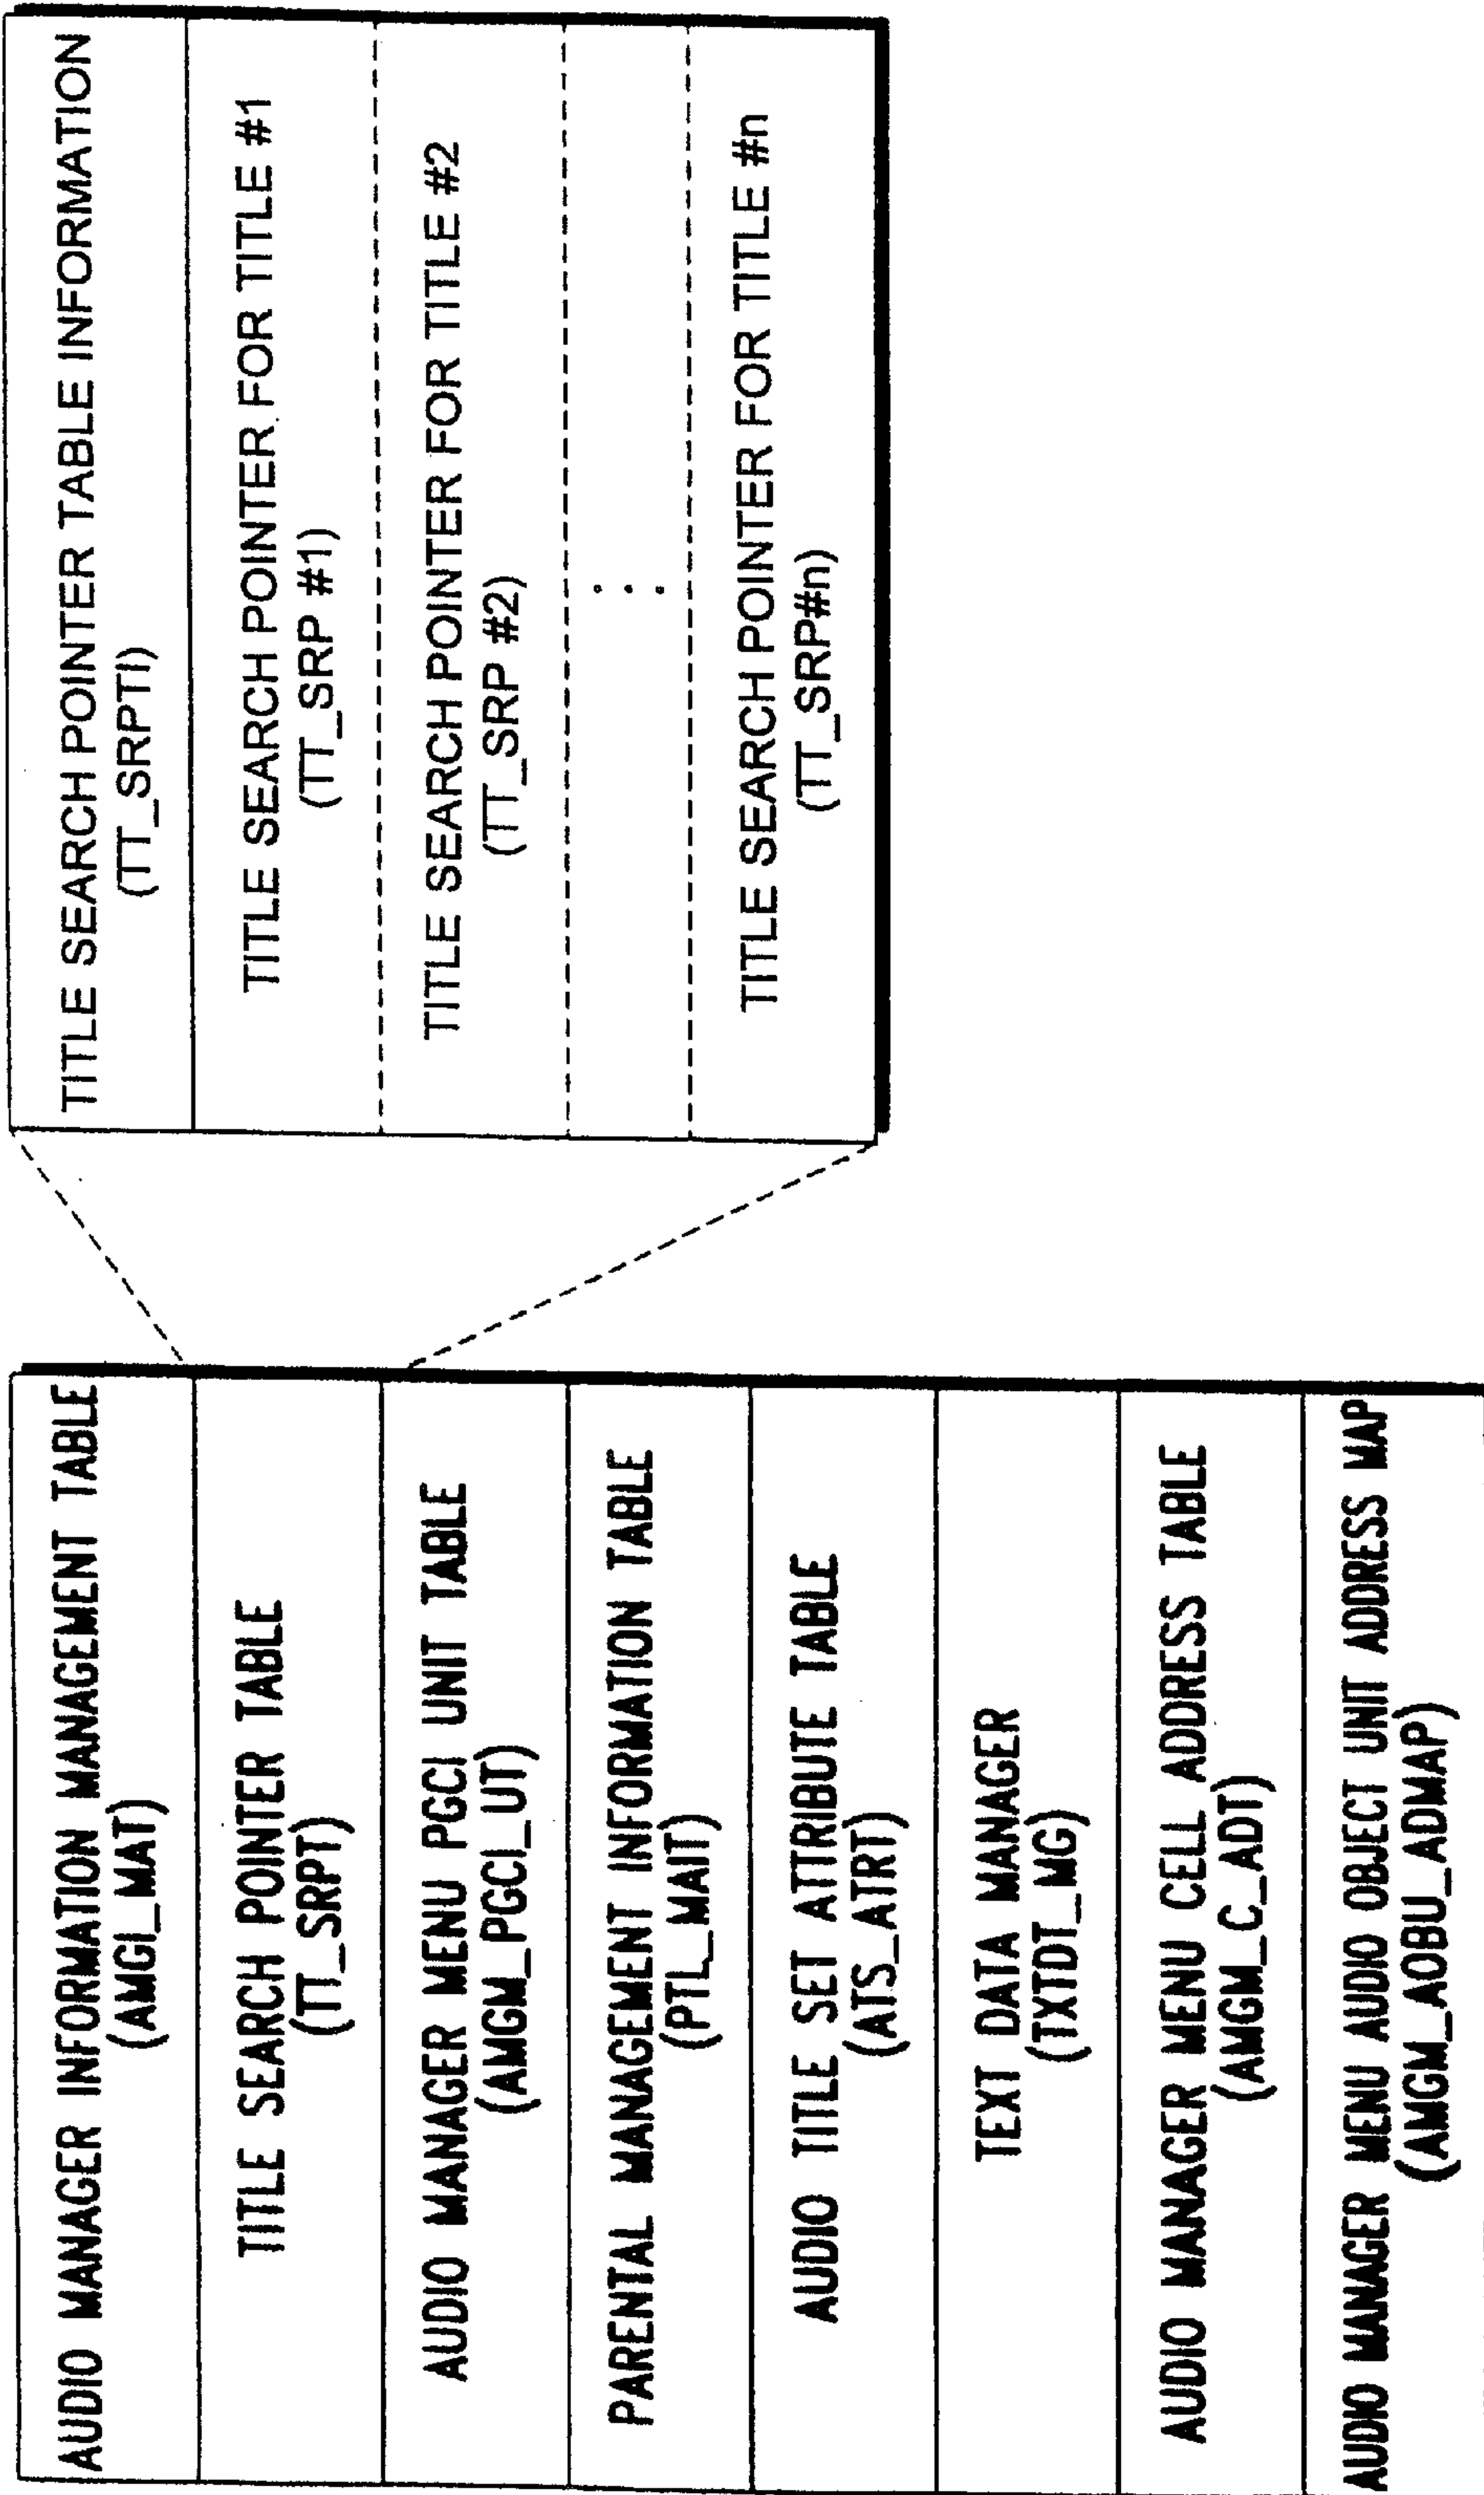 AUDIO MANAGER INFORMATION MANAGEMENT TABLE
(AMGI_MAT)
TITLE SEARCH POINTER TABLE
(TT_SRPT)
AUDIO MANAGER MENU PGCI UNIT TABLE
(AMGM_PGCI_UT)
PARENTAL MANAGEMENT INFORMATION TABLE
(PTL_MAIT)
AUDIO TITLE SET ATTRIBUTE TABLE
(ATS_ATRT)
TEXT DATA MANAGER
(TXTDT_MG)
AUDIO MANAGER MENU CELL ADDRESS TABLE
(AMGM_C_ADT)
AUDIO MANAGER MENU AUDIO OBJECT UNIT ADDRESS MAP
(AMGM_AOBU_ADMAP)
TITLE SEARCH POINTER TABLE INFORMATION
(TT_SRPTI)
TITLE SEARCH POINTER FOR TITLE #1
(TT_SRP #1)
TITLE SEARCH POINTER FOR TITLE #2
(TT_SRP #2)
TITLE SEARCH POINTER FOR TITLE #n
(TT_SRP#n)